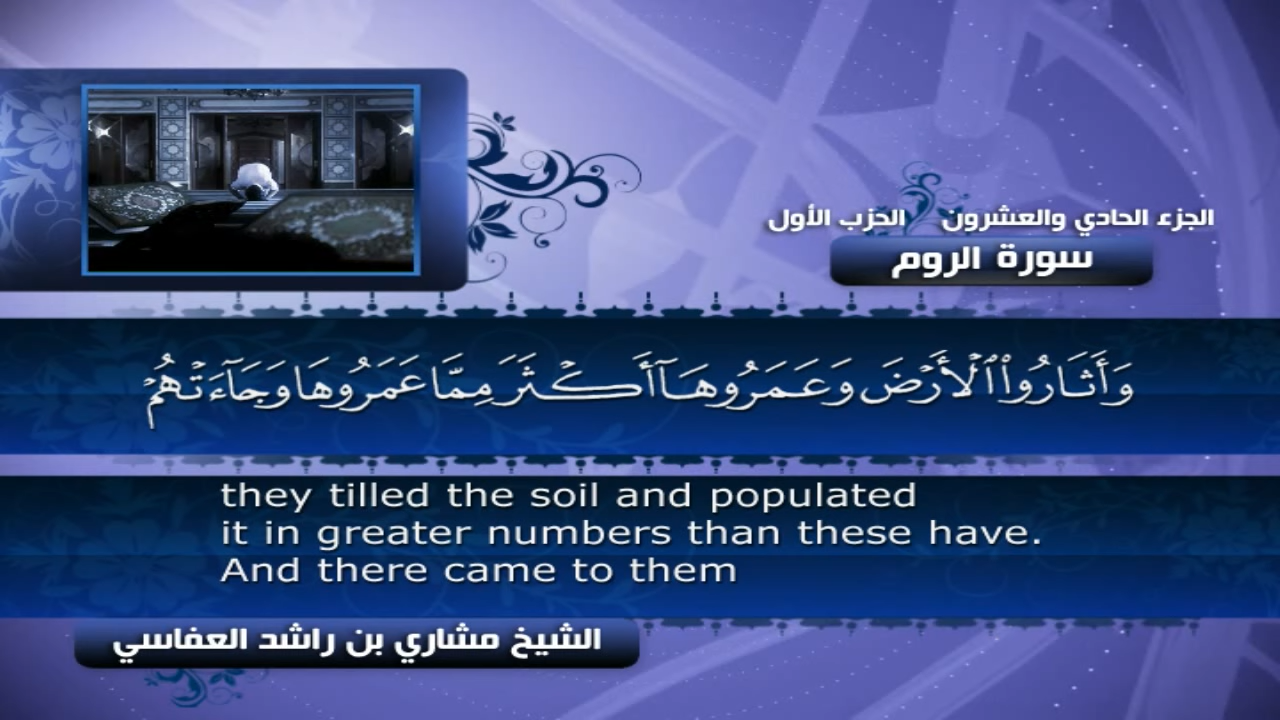 الجزء الحادي والعشرون الحزب الأول
سورة الروم
وَأَثَارُوا۟ ٱلْأَرْضَ وَعَمَرُوهَآ أَكْثَرَ مِمَّا عَمَرُوهَا وَجَآءَتْهُمْ
they tilled the soil and populated
it in greater numbers than these have.
And there came to them
الشيخ مشاري بن راشد العفاسي